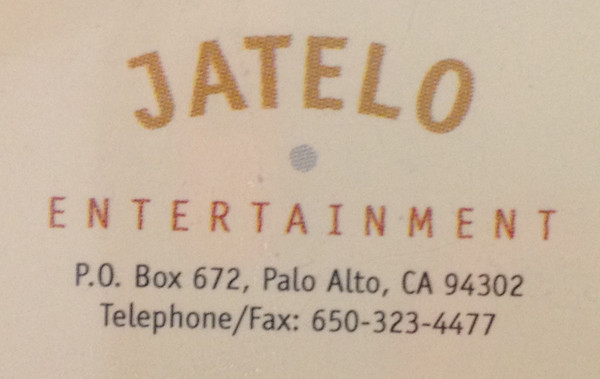 JATELO
ENTERTAINMENT
P.O. Box 672, Palo Alto, CA 94302
Telephone/Fax: 650-323-4477